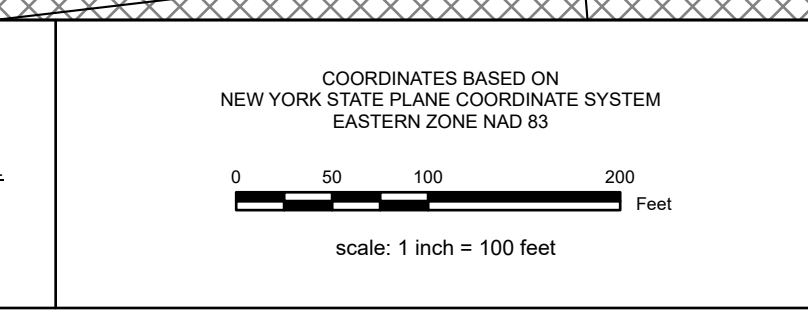 COORDINATES BASED ON
NEW YORK STATE PLANE COORDINATE SYSTEM
EASTERN ZONE NAD 83
0 50 100 200
Feet
scale: 1 inch = 100 feet